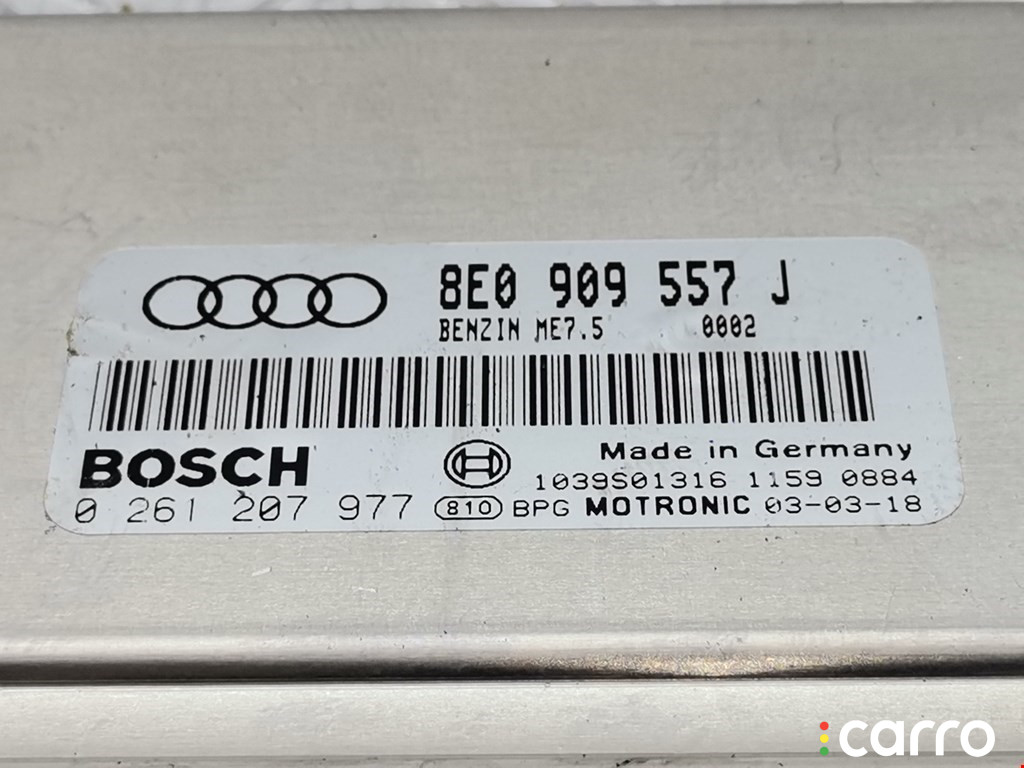 8E0 909 557 J
BENZIN ME7.5 0002
BOSCH
Made in Germany
1039S01316 1159 0884
0 261 207 977 810 BPG MOTRONIC 03-03-18
carro